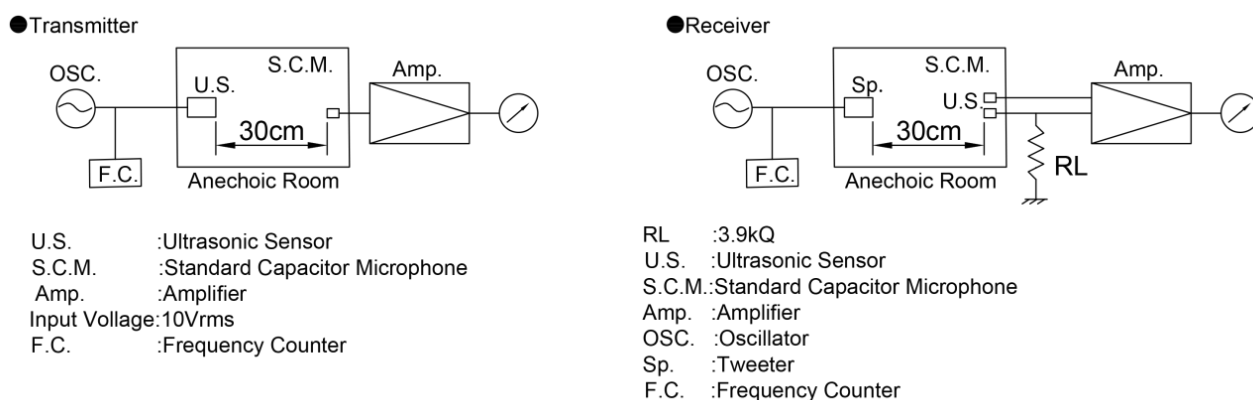 ●Transmitter
OSC.
U.S.
S.C.M.
Amp.
30cm
F.C.
Anechoic Room
U.S. :Ultrasonic Sensor
S.C.M. :Standard Capacitor Microphone
Amp. :Amplifier
Input Vollage:10Vrms
F.C. :Frequency Counter
●Receiver
OSC.
Sp.
S.C.M.
U.S.
Amp.
30cm
F.C.
RL
Anechoic Room
RL :3.9kQ
U.S. :Ultrasonic Sensor
S.C.M.:Standard Capacitor Microphone
Amp. :Amplifier
OSC. :Oscillator
Sp. :Tweeter
F.C. :Frequency Counter